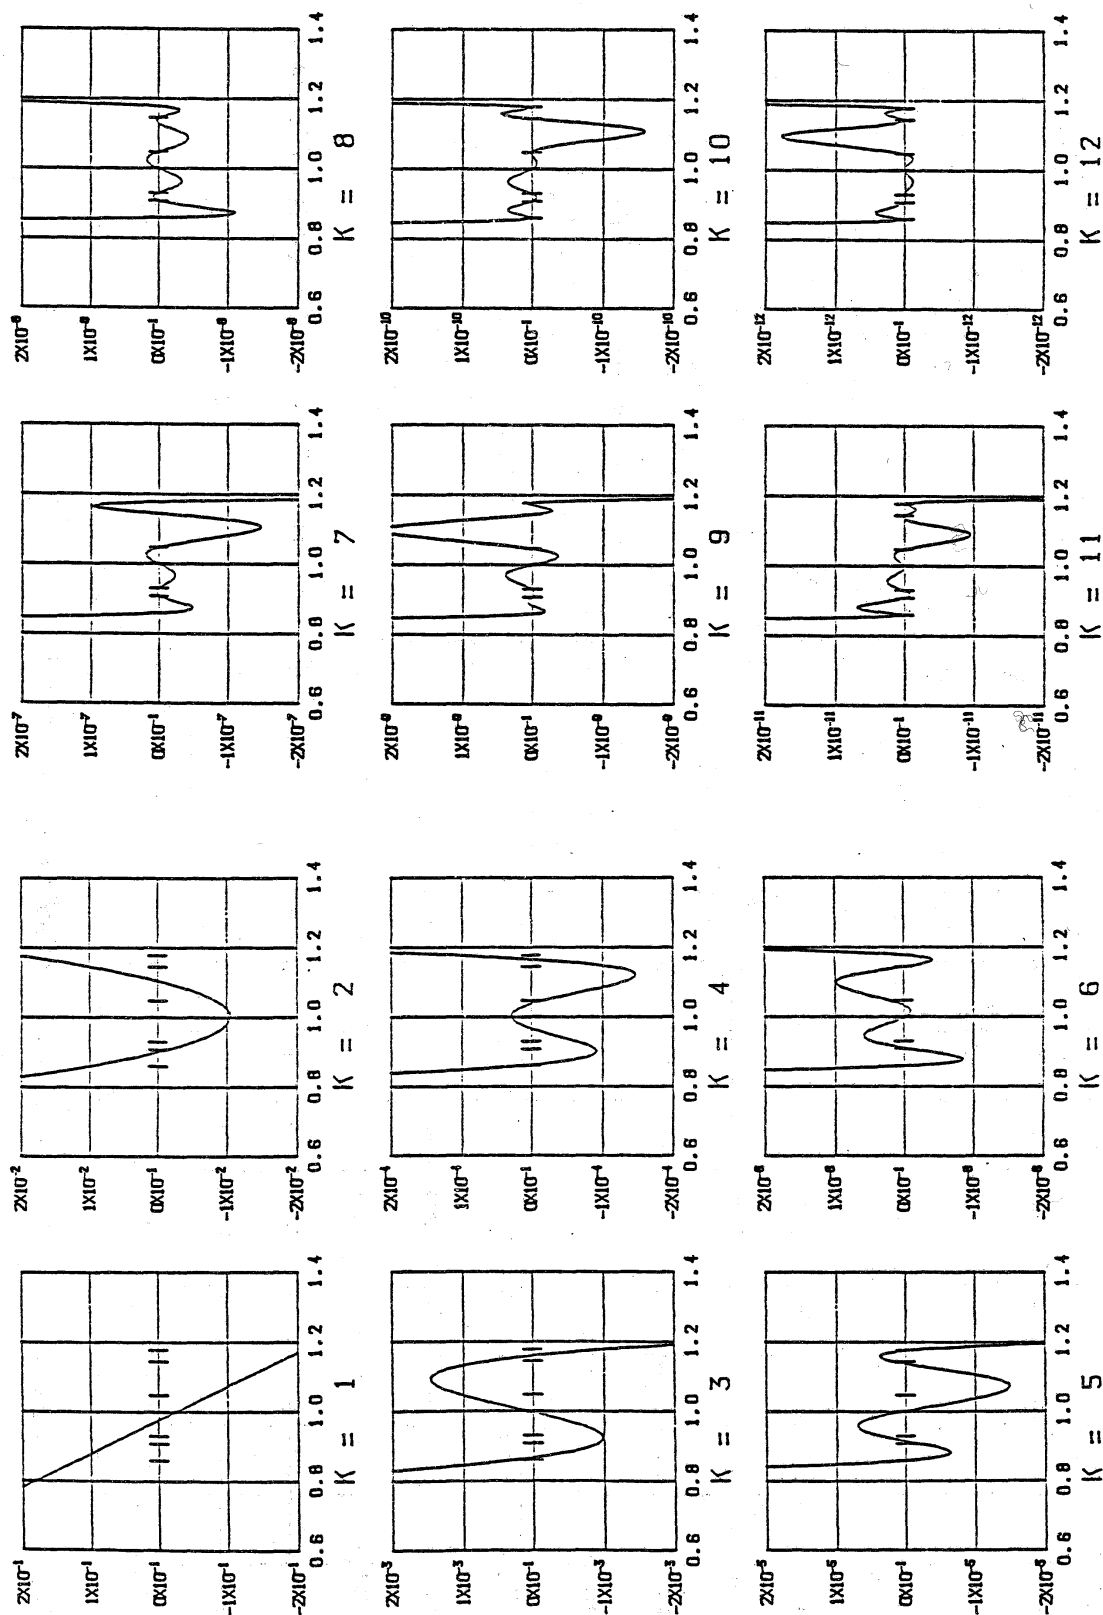 2X10⁻¹
1X10⁻¹
0X10⁻¹
-1X10⁻¹
-2X10⁻¹
0.6 0.8 1.0 1.2 1.4
K = 1
2X10⁻²
1X10⁻²
0X10⁻¹
-1X10⁻²
-2X10⁻²
0.6 0.8 1.0 1.2 1.4
K = 2
2X10⁻³
1X10⁻³
0X10⁻¹
-1X10⁻³
-2X10⁻³
0.6 0.8 1.0 1.2 1.4
K = 3
2X10⁻⁴
1X10⁻⁴
0X10⁻¹
-1X10⁻⁴
-2X10⁻⁴
0.6 0.8 1.0 1.2 1.4
K = 4
2X10⁻⁵
1X10⁻⁵
0X10⁻¹
-1X10⁻⁵
-2X10⁻⁵
0.6 0.8 1.0 1.2 1.4
K = 5
2X10⁻⁶
1X10⁻⁶
0X10⁻¹
-1X10⁻⁶
-2X10⁻⁶
0.6 0.8 1.0 1.2 1.4
K = 6
2X10⁻⁷
1X10⁻⁷
0X10⁻¹
-1X10⁻⁷
-2X10⁻⁷
0.6 0.8 1.0 1.2 1.4
K = 7
2X10⁻⁸
1X10⁻⁸
0X10⁻¹
-1X10⁻⁸
-2X10⁻⁸
0.6 0.8 1.0 1.2 1.4
K = 8
2X10⁻⁹
1X10⁻⁹
0X10⁻¹
-1X10⁻⁹
-2X10⁻⁹
0.6 0.8 1.0 1.2 1.4
K = 9
2X10⁻¹⁰
1X10⁻¹⁰
0X10⁻¹
-1X10⁻¹⁰
-2X10⁻¹⁰
0.6 0.8 1.0 1.2 1.4
K = 10
2X10⁻¹¹
1X10⁻¹¹
0X10⁻¹
-1X10⁻¹¹
-2X10⁻¹¹
0.6 0.8 1.0 1.2 1.4
K = 11
2X10⁻¹²
1X10⁻¹²
0X10⁻¹
-1X10⁻¹²
-2X10⁻¹²
0.6 0.8 1.0 1.2 1.4
K = 12